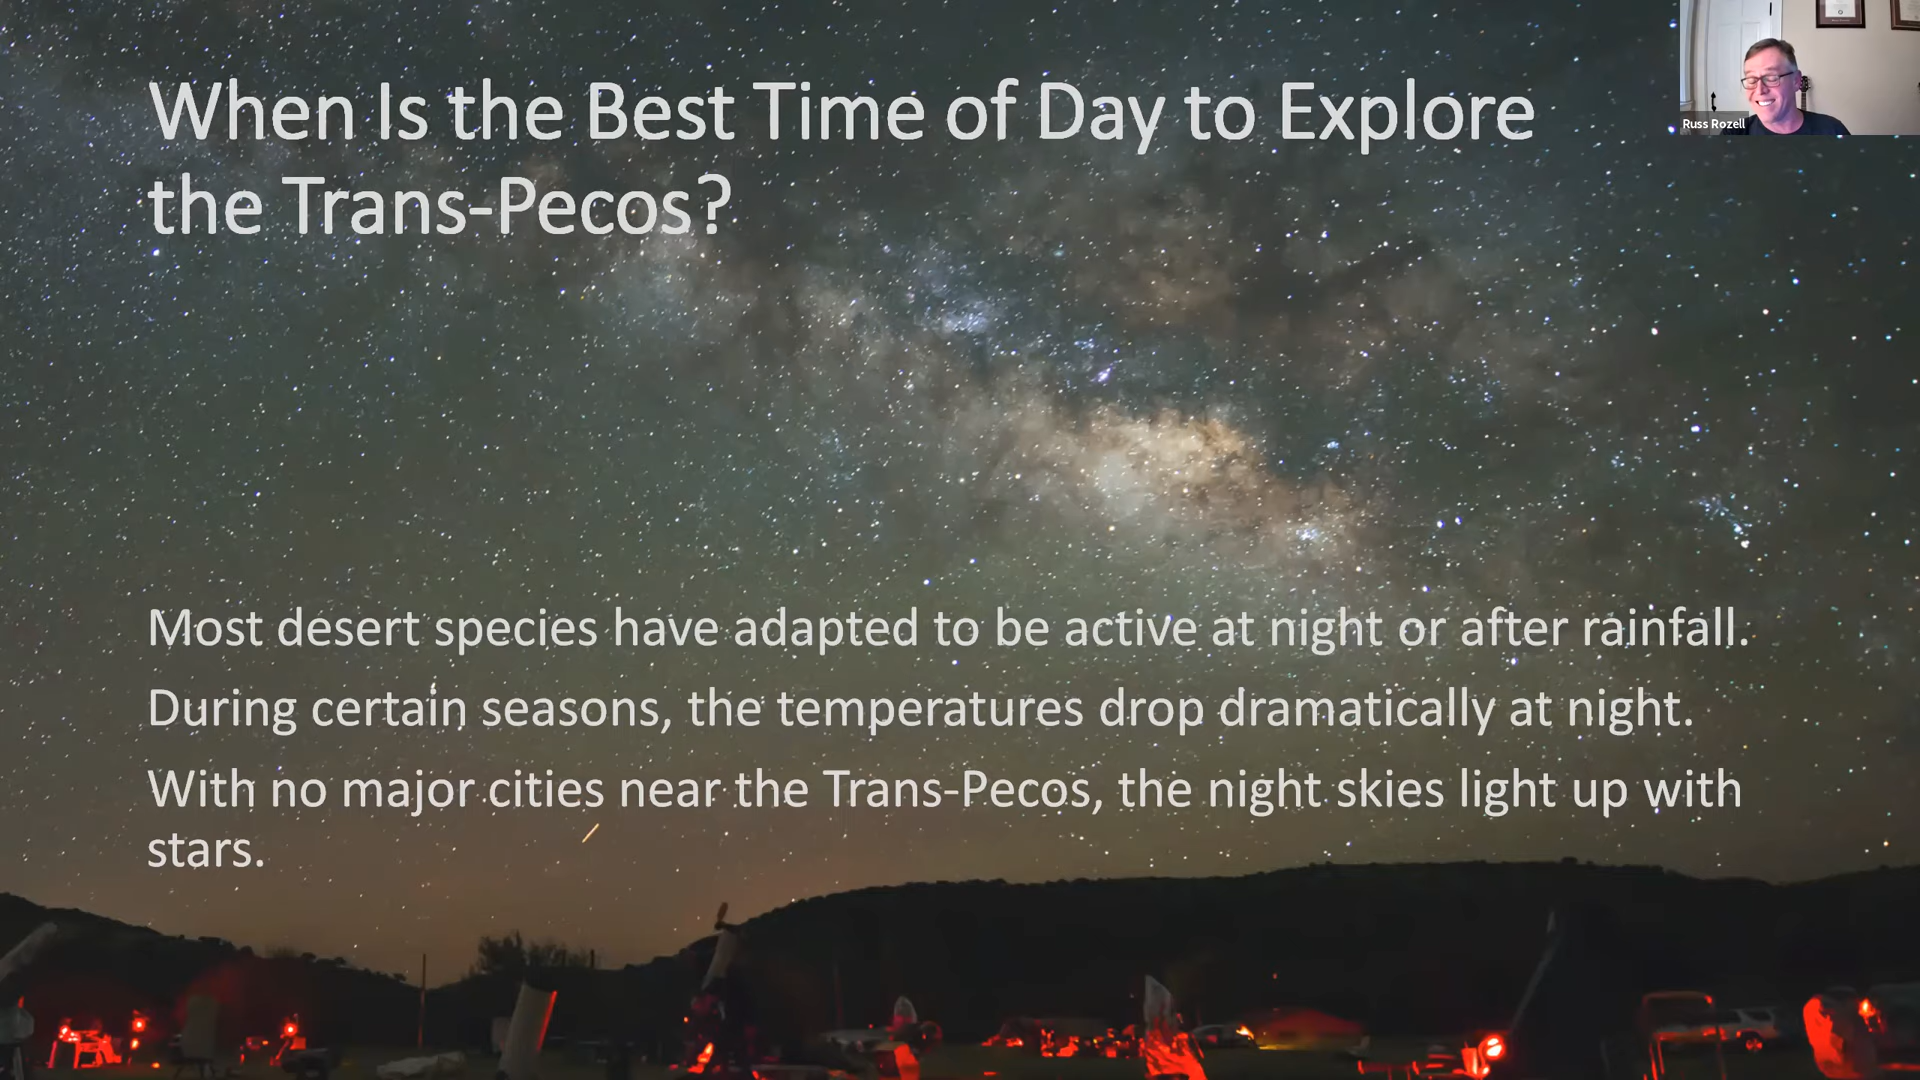 When Is the Best Time of Day to Explore
the Trans-Pecos?
Russ Rozell
Most desert species have adapted to be active at night or after rainfall.
During certain seasons, the temperatures drop dramatically at night.
With no major cities near the Trans-Pecos, the night skies light up with
stars.